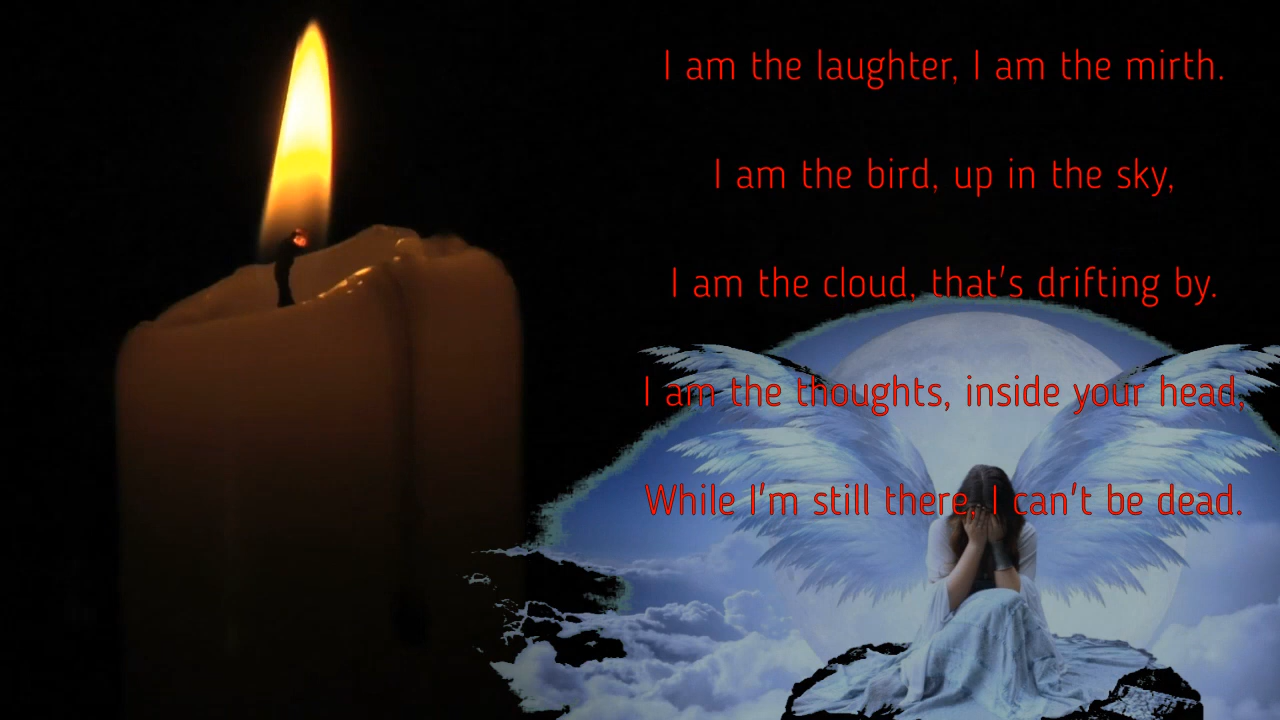 I am the laughter, I am the mirth.
I am the bird, up in the sky,
I am the cloud, that's drifting by.
I am the thoughts, inside your head,
While I'm still there, I can't be dead.